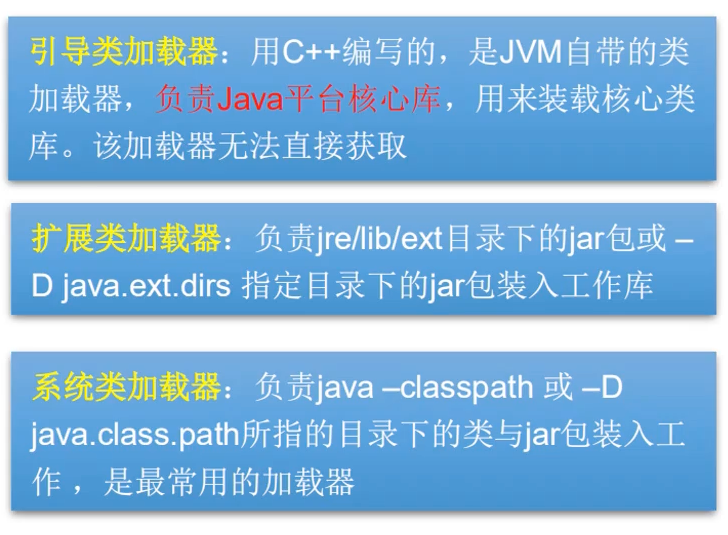 引导类加载器：用C++编写的，是JVM自带的类
加载器，负责Java平台核心库，用来装载核心类
库。该加载器无法直接获取
扩展类加载器：负责jre/lib/ext目录下的jar包或 –
D java.ext.dirs 指定目录下的jar包装入工作库
系统类加载器：负责java –classpath 或 –D
java.class.path所指的目录下的类与jar包装入工
作 ，是最常用的加载器